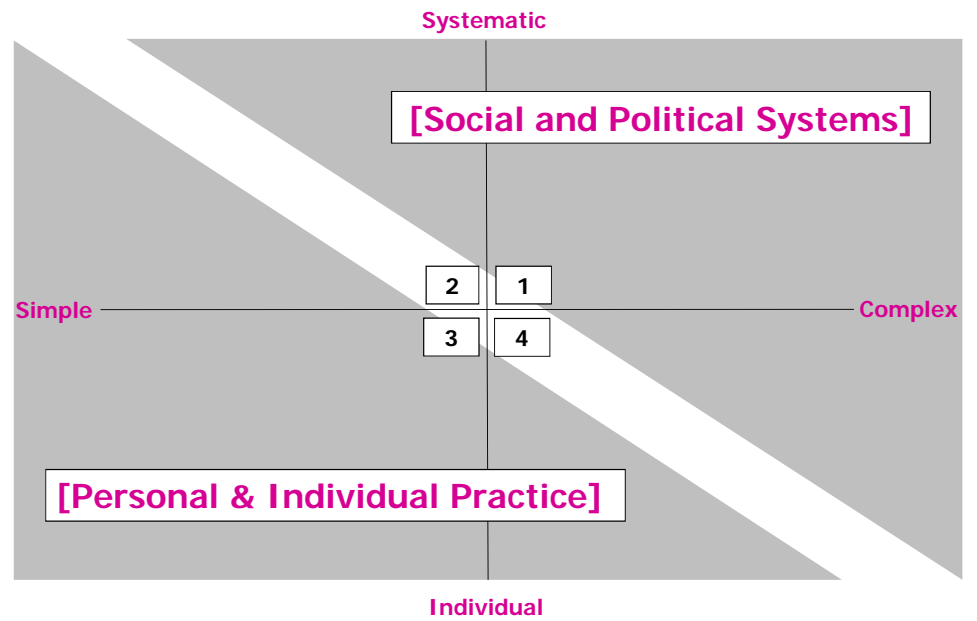 Systematic
[Social and Political Systems]
2
1
Simple
Complex
3
4
[Personal & Individual Practice]
Individual